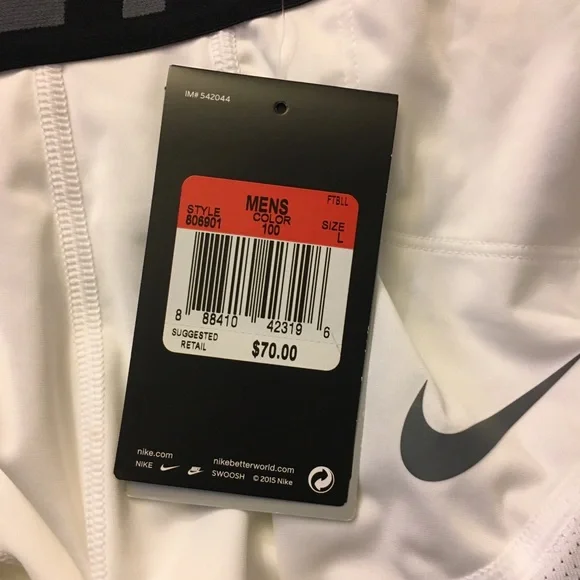 IM# 542044
MENS FTBLL
STYLE COLOR SIZE
806901 100 L
8 88410 42319 6
SUGGESTED
RETAIL $70.00
nike.com nikebetterworld.com
NIKE SWOOSH © 2015 Nike